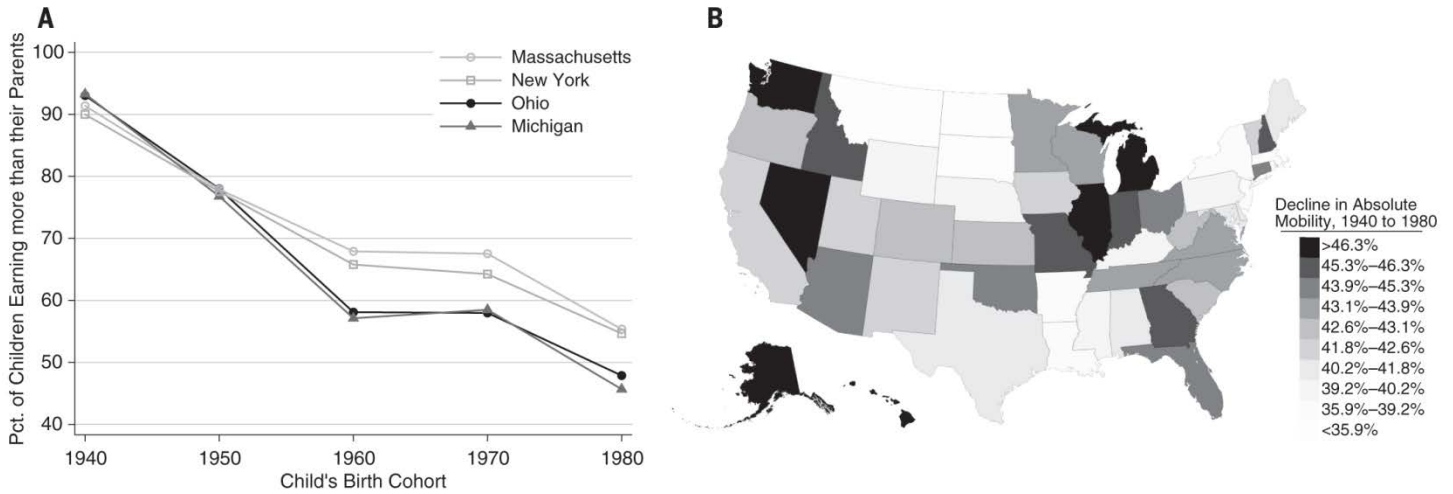 A
Pct. of Children Earning more than their Parents
100
90
80
70
60
50
40
Massachusetts
New York
Ohio
Michigan
1940
1950
1960
1970
1980
Child's Birth Cohort
B
Decline in Absolute
Mobility, 1940 to 1980
>46.3%
45.3%–46.3%
43.9%–45.3%
43.1%–43.9%
42.6%–43.1%
41.8%–42.6%
40.2%–41.8%
39.2%–40.2%
35.9%–39.2%
<35.9%